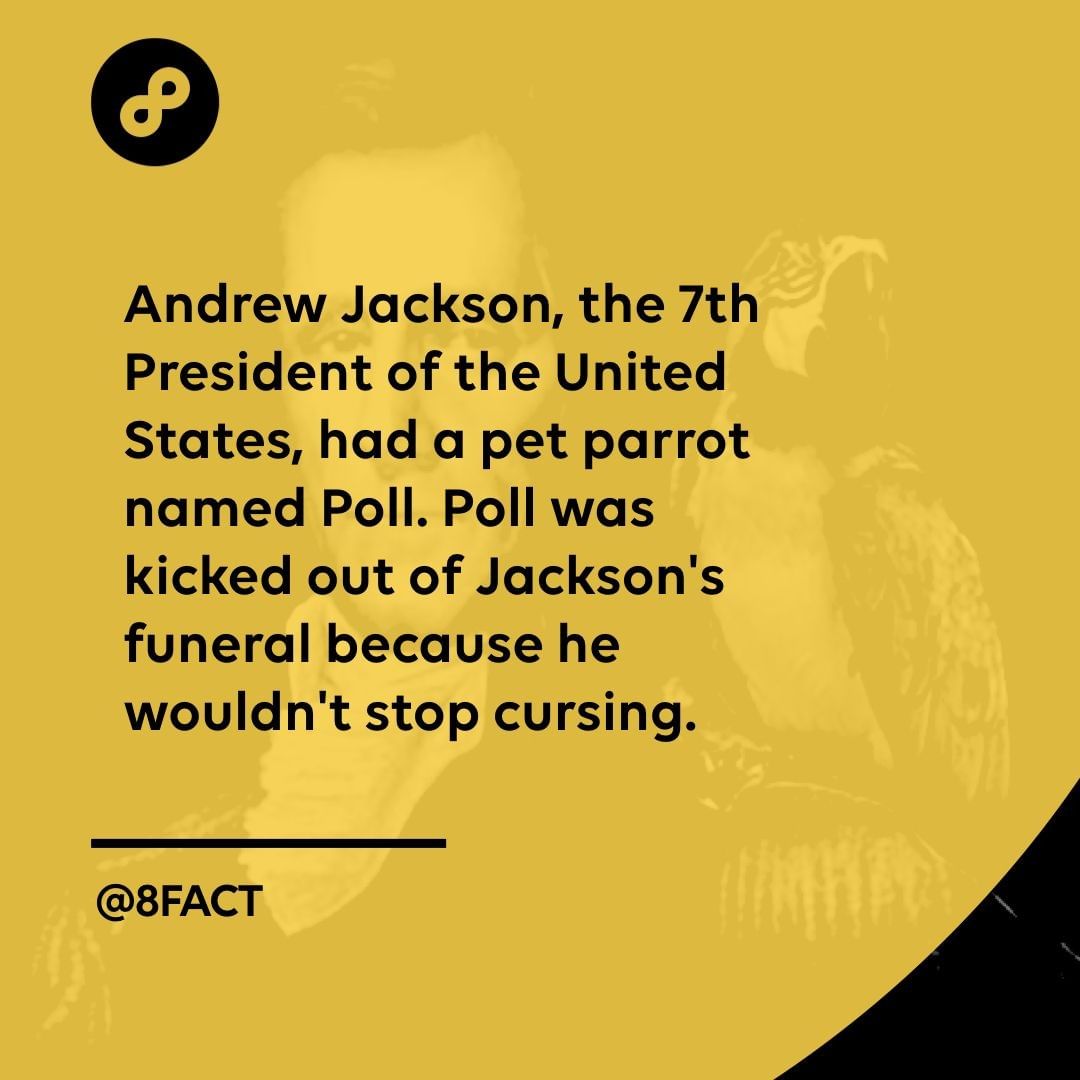 Andrew Jackson, the 7th
President of the United
States, had a pet parrot
named Poll. Poll was
kicked out of Jackson's
funeral because he
wouldn't stop cursing.
@8FACT